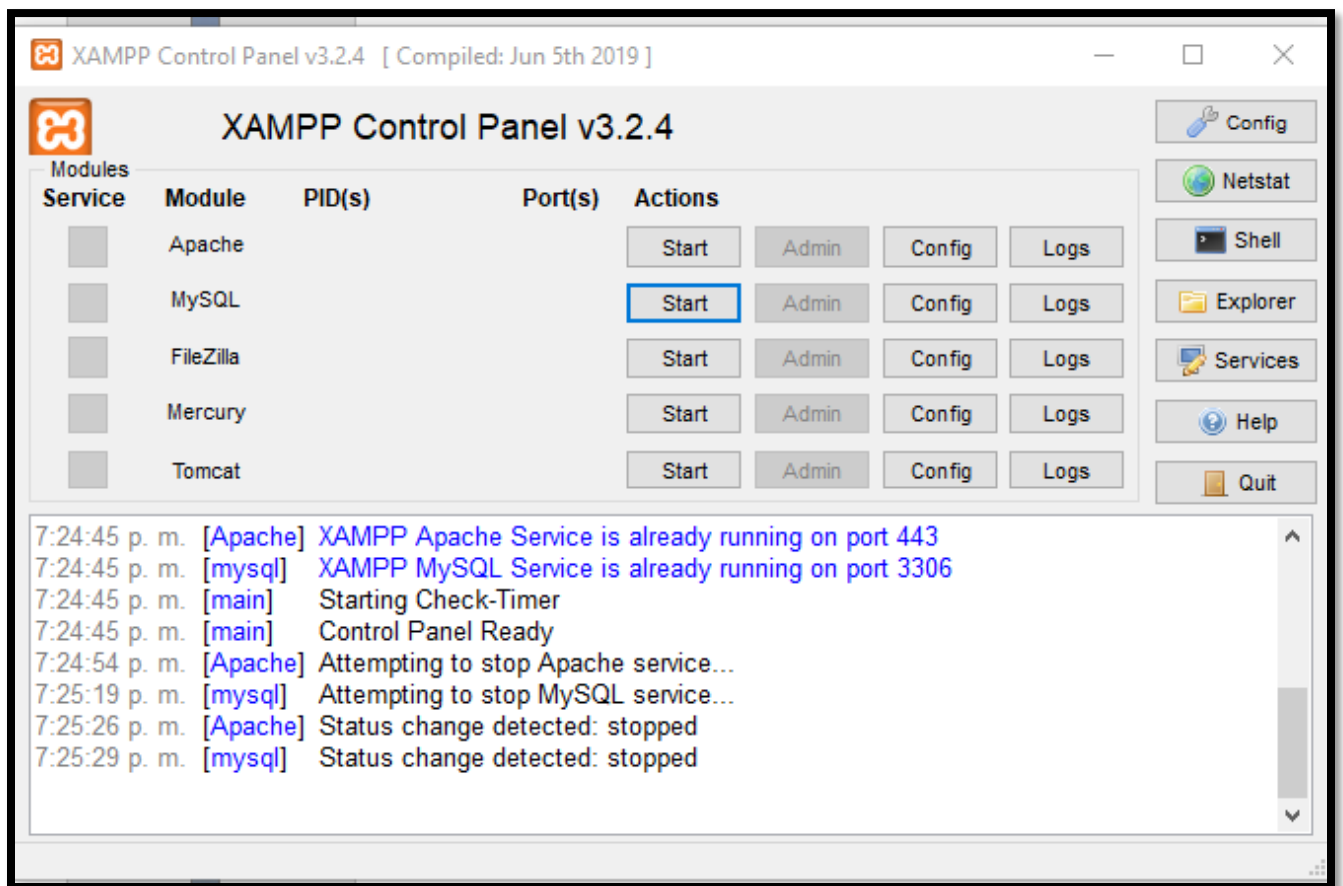 XAMPP Control Panel v3.2.4 [ Compiled: Jun 5th 2019 ]
XAMPP Control Panel v3.2.4
Config
Modules
Netstat
Service Module PID(s) Port(s) Actions
Apache Start Admin Config Logs
Shell
MySQL Start Admin Config Logs
Explorer
FileZilla Start Admin Config Logs
Services
Mercury Start Admin Config Logs
Help
Tomcat Start Admin Config Logs
Quit
7:24:45 p. m. [Apache] XAMPP Apache Service is already running on port 443
7:24:45 p. m. [mysql] XAMPP MySQL Service is already running on port 3306
7:24:45 p. m. [main] Starting Check-Timer
7:24:45 p. m. [main] Control Panel Ready
7:24:54 p. m. [Apache] Attempting to stop Apache service...
7:25:19 p. m. [mysql] Attempting to stop MySQL service...
7:25:26 p. m. [Apache] Status change detected: stopped
7:25:29 p. m. [mysql] Status change detected: stopped